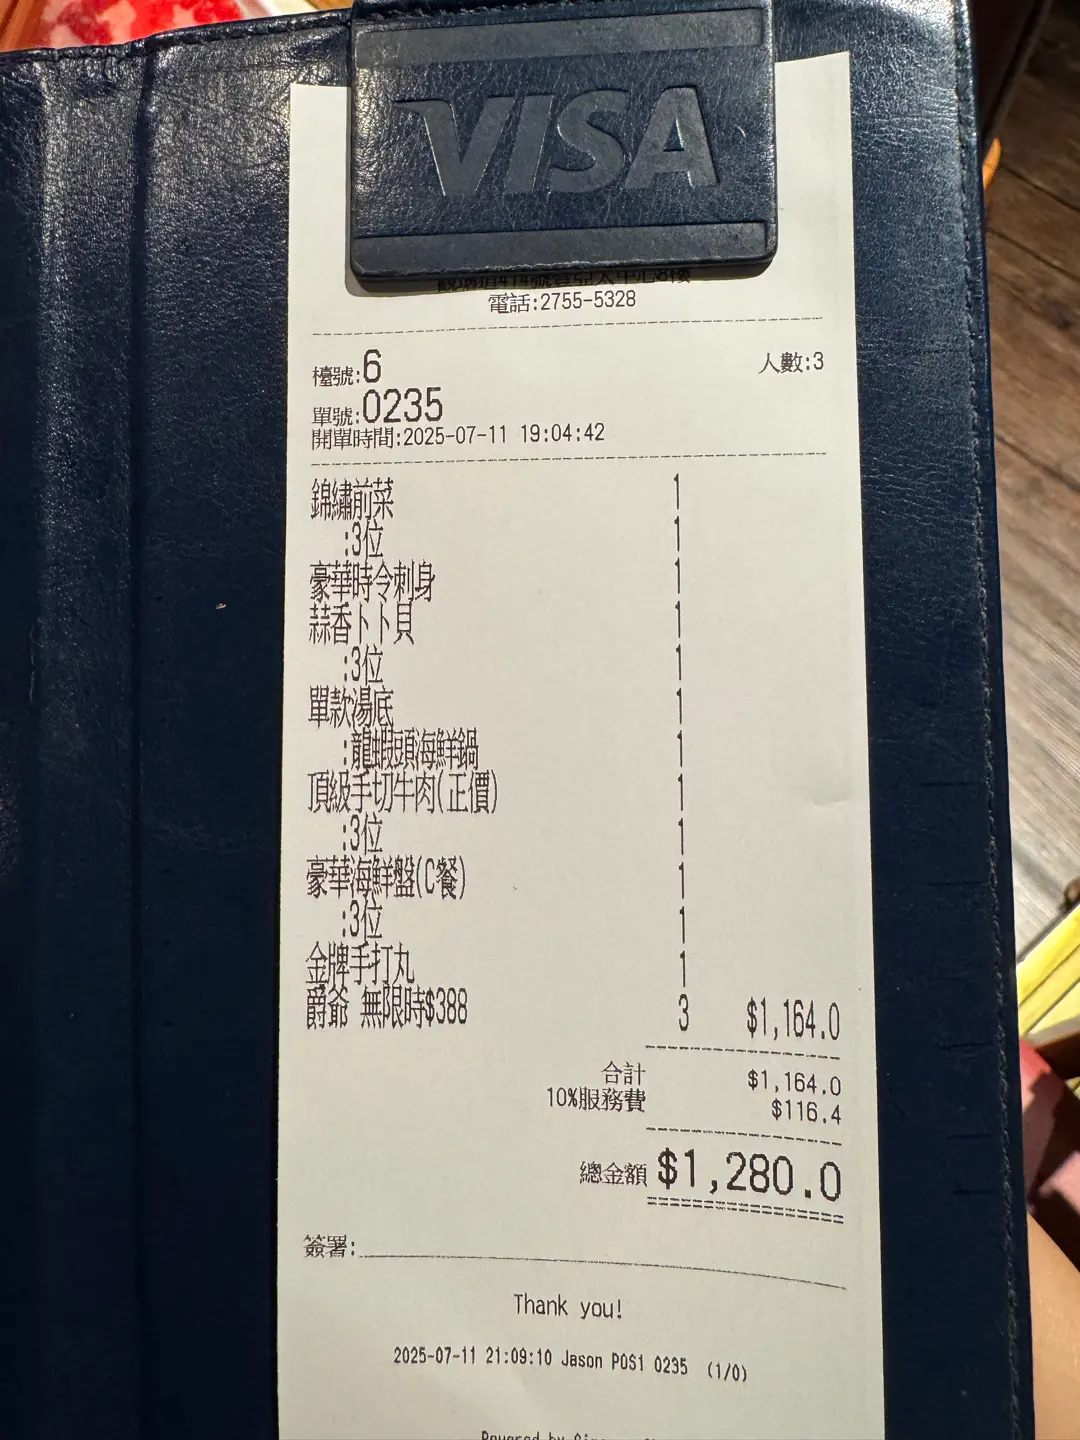 VISA
電話:2755-5328
檯號:6 人數:3
單號:0235
開單時間:2025-07-11 19:04:42
錦繡前菜 1
:3位 1
豪華時令刺身 1
蒜香卜卜貝 1
:3位 1
單款湯底 1
:龍蝦頭海鮮鍋 1
頂級手切牛肉(正價) 1
:3位 1
豪華海鮮盤(C餐) 1
:3位 1
金牌手打丸 1
爵爺 無限時$388 3 $1,164.0
合計 $1,164.0
10%服務費 $116.4
總金額 $1,280.0
簽署:
Thank you!
2025-07-11 21:09:10 Jason POS1 0235 (1/0)
Powered by